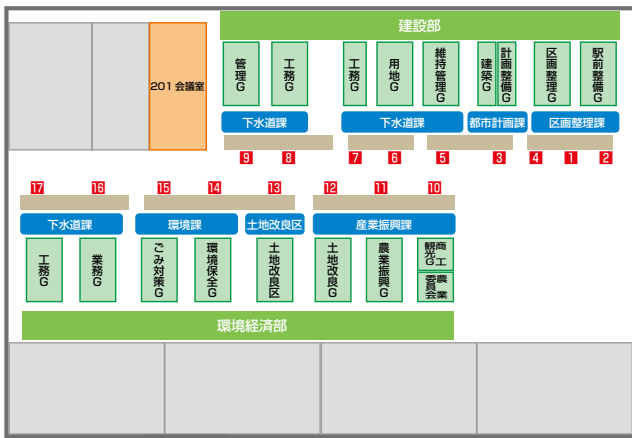 建設部
201会議室
管理G
工務G
工務G
用地G
維持管理G
建築G
計画整備G
区画整理G
駅前整備G
下水道課
下水道課
都市計画課
区画整理課
9
8
7
6
5
3
4
1
2
17
16
15
14
13
12
11
10
下水道課
環境課
土地改良区
産業振興課
工務G
業務G
ごみ対策G
環境保全G
土地改良区
土地改良G
農業振興G
商工
観光G
農業
委員会
環境経済部